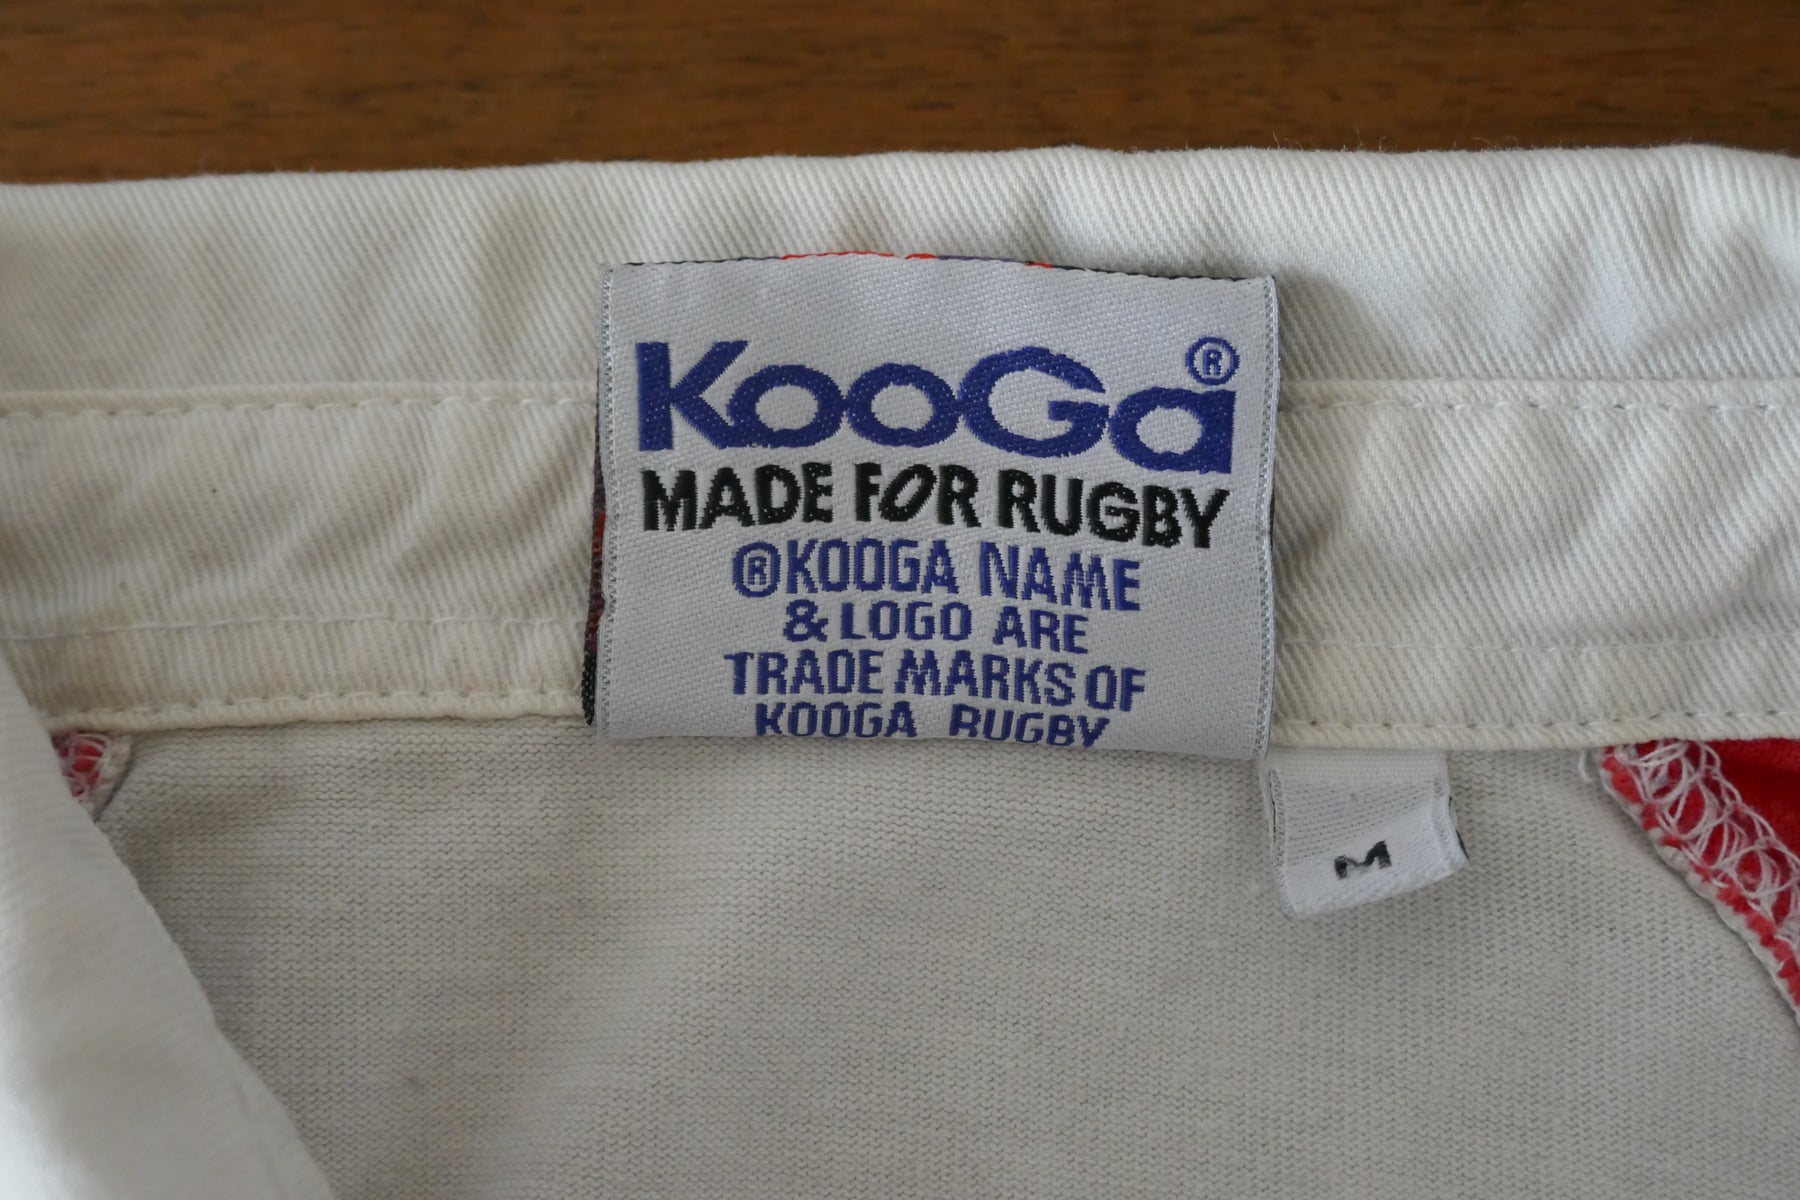 KooGa®
MADE FOR RUGBY
®KOOGA NAME
& LOGO ARE
TRADE MARKS OF
KOOGA RUGBY
M